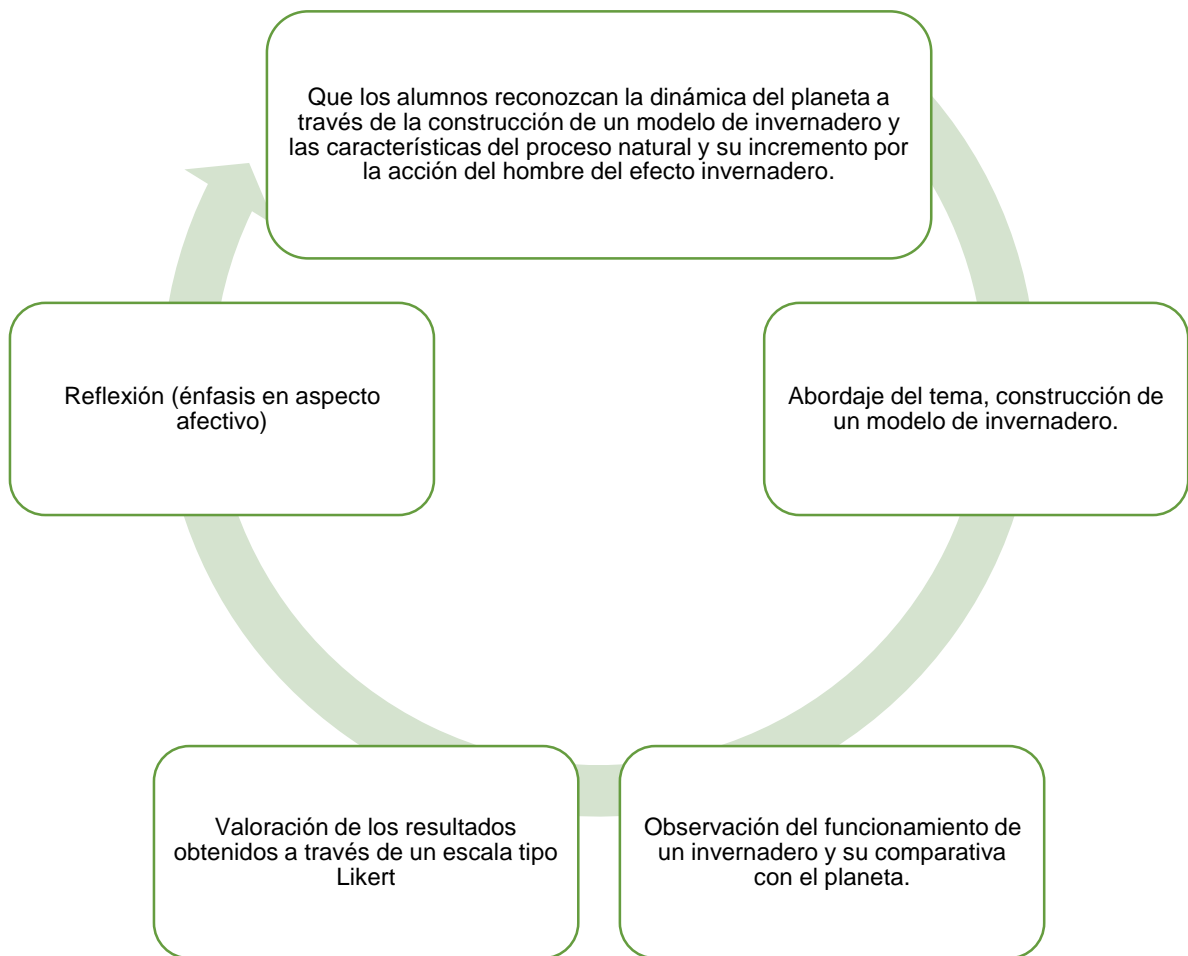 Que los alumnos reconozcan la dinámica del planeta a
través de la construcción de un modelo de invernadero y
las características del proceso natural y su incremento por
la acción del hombre del efecto invernadero.
Abordaje del tema, construcción de
un modelo de invernadero.
Observación del funcionamiento de
un invernadero y su comparativa
con el planeta.
Valoración de los resultados
obtenidos a través de un escala tipo
Likert
Reflexión (énfasis en aspecto
afectivo)